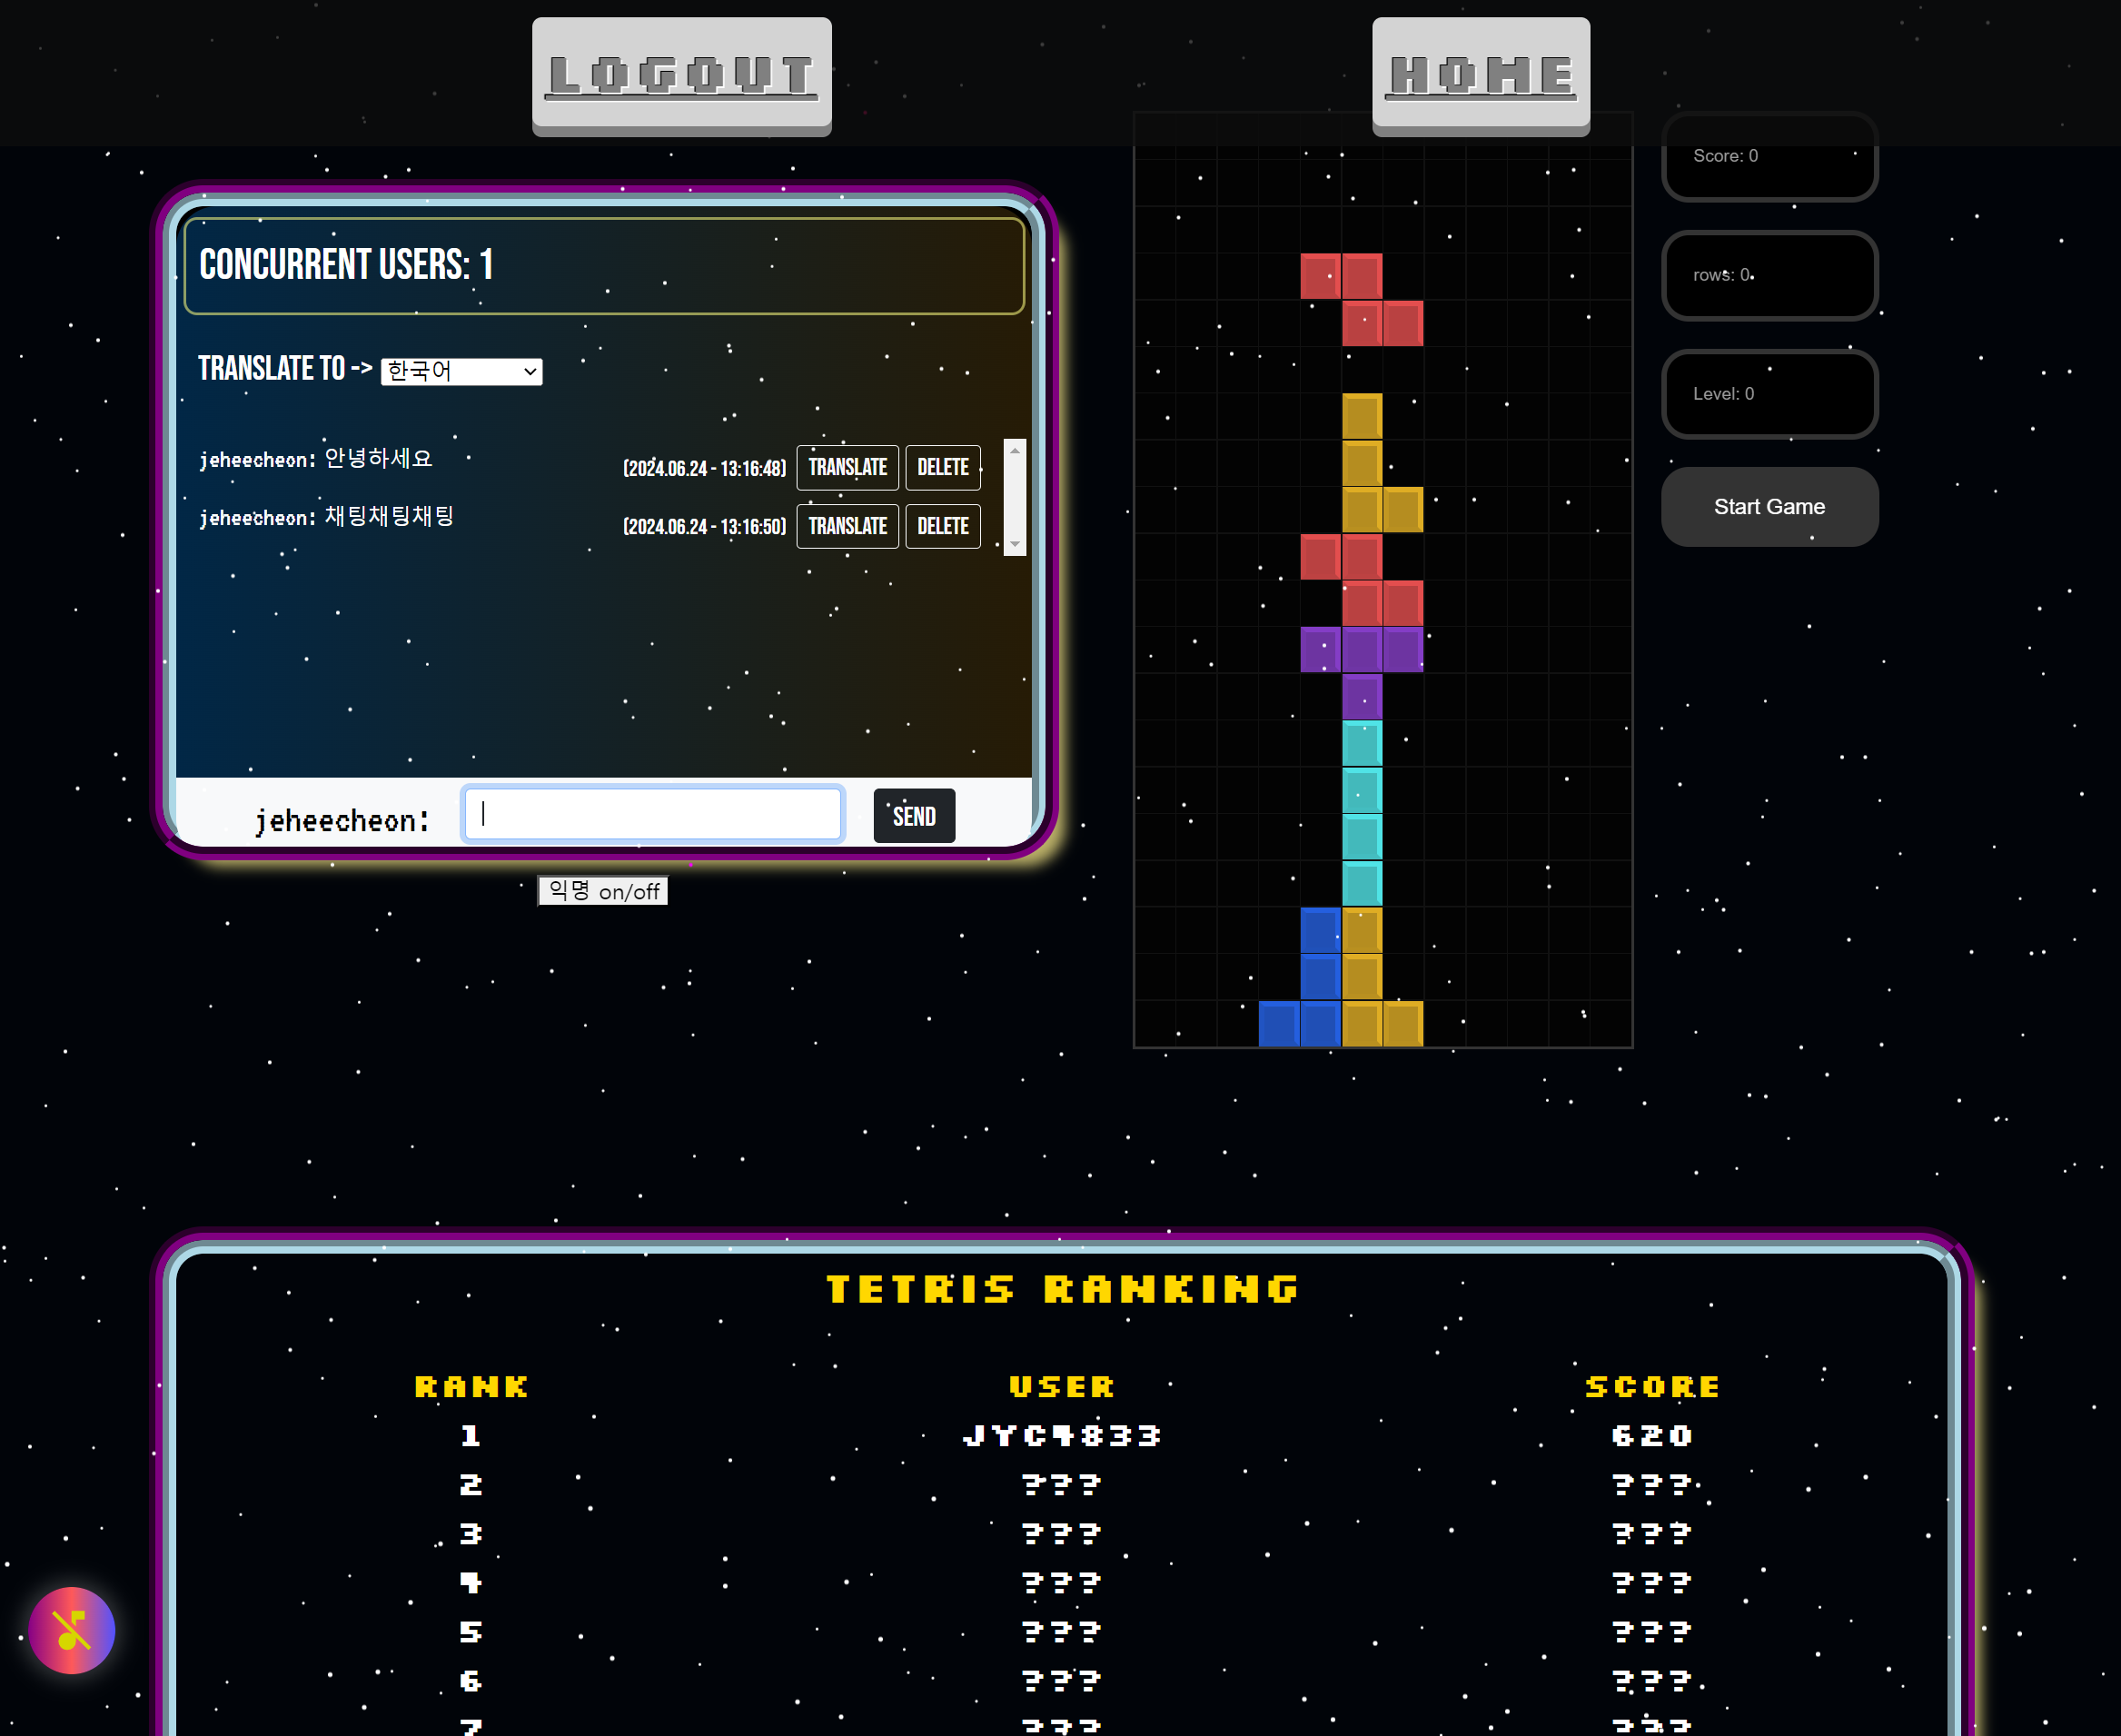 LOGOUT
HOME
CONCURRENT USERS: 1
TRANSLATE TO -> 한국어
jeheecheon: 안녕하세요 (2024.06.24 - 13:16:48) TRANSLATE DELETE
jeheecheon: 채팅채팅채팅 (2024.06.24 - 13:16:50) TRANSLATE DELETE
jeheecheon: SEND
익명 on/off
Score: 0
rows: 0
Level: 0
Start Game
TETRIS RANKING
RANK USER SCORE
1 JYC4833 620
2 ??? ???
3 ??? ???
4 ??? ???
5 ??? ???
6 ??? ???
7 ??? ???